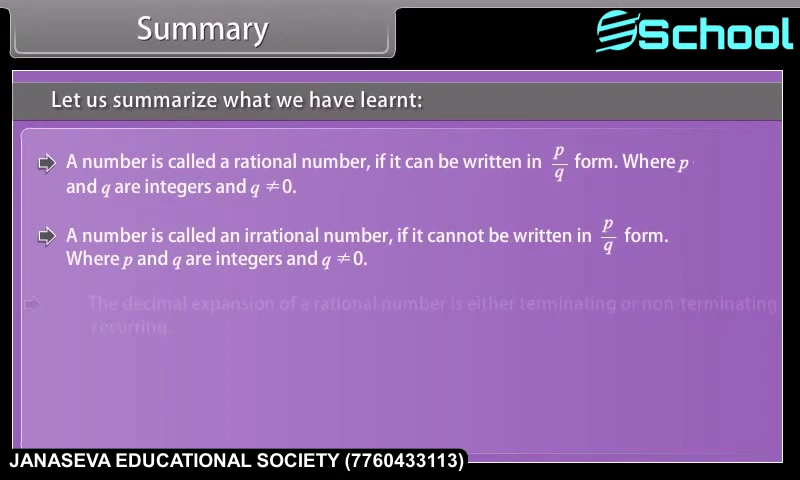 Summary
School
Let us summarize what we have learnt:
A number is called a rational number, if it can be written in p/q form. Where p
and q are integers and q ≠ 0.
A number is called an irrational number, if it cannot be written in p/q form.
Where p and q are integers and q ≠ 0.
The decimal expansion of a rational number is either terminating or non-terminating
recurring.
JANASEVA EDUCATIONAL SOCIETY (7760433113)